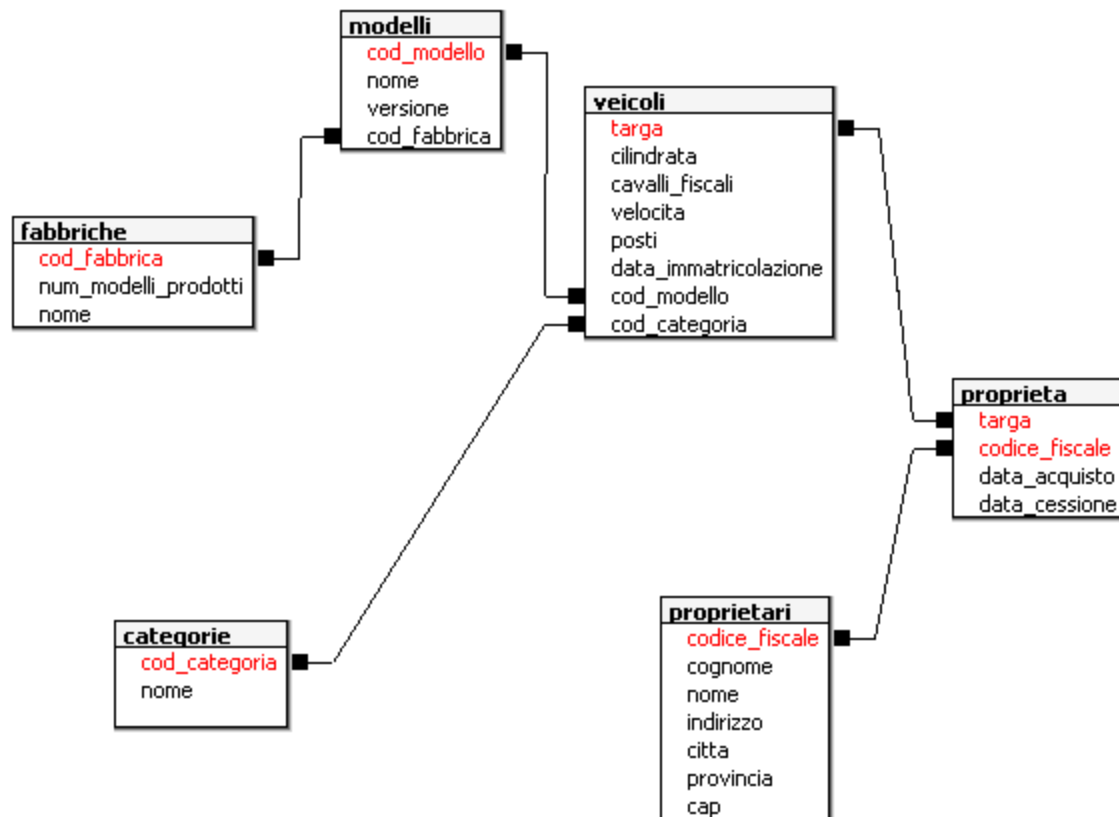 modelli
cod_modello
nome
versione
cod_fabbrica
veicoli
targa
cilindrata
cavalli_fiscali
velocita
posti
data_immatricolazione
cod_modello
cod_categoria
fabbriche
cod_fabbrica
num_modelli_prodotti
nome
proprieta
targa
codice_fiscale
data_acquisto
data_cessione
categorie
cod_categoria
nome
proprietari
codice_fiscale
cognome
nome
indirizzo
citta
provincia
cap